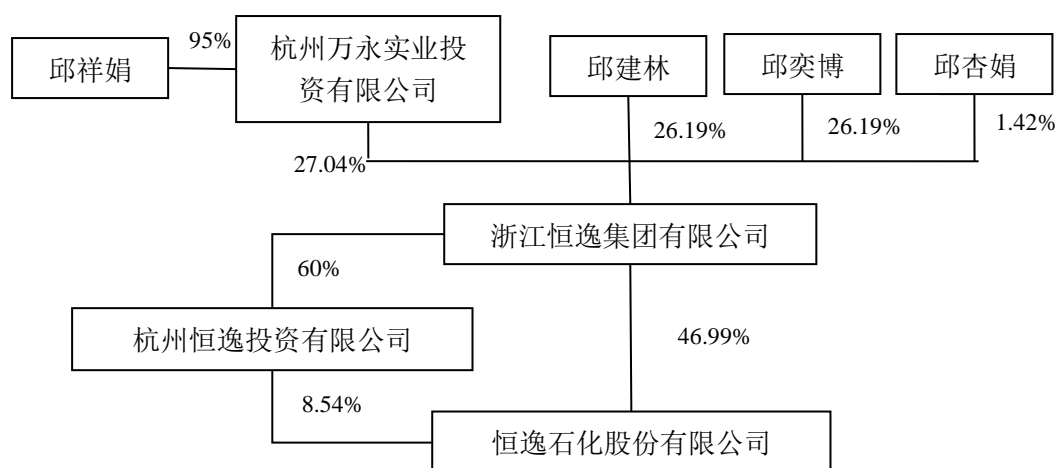 邱祥娟
95%
杭州万永实业投
资有限公司
邱建林
邱奕博
邱杏娟
27.04%
26.19%
26.19%
1.42%
浙江恒逸集团有限公司
60%
杭州恒逸投资有限公司
46.99%
8.54%
恒逸石化股份有限公司